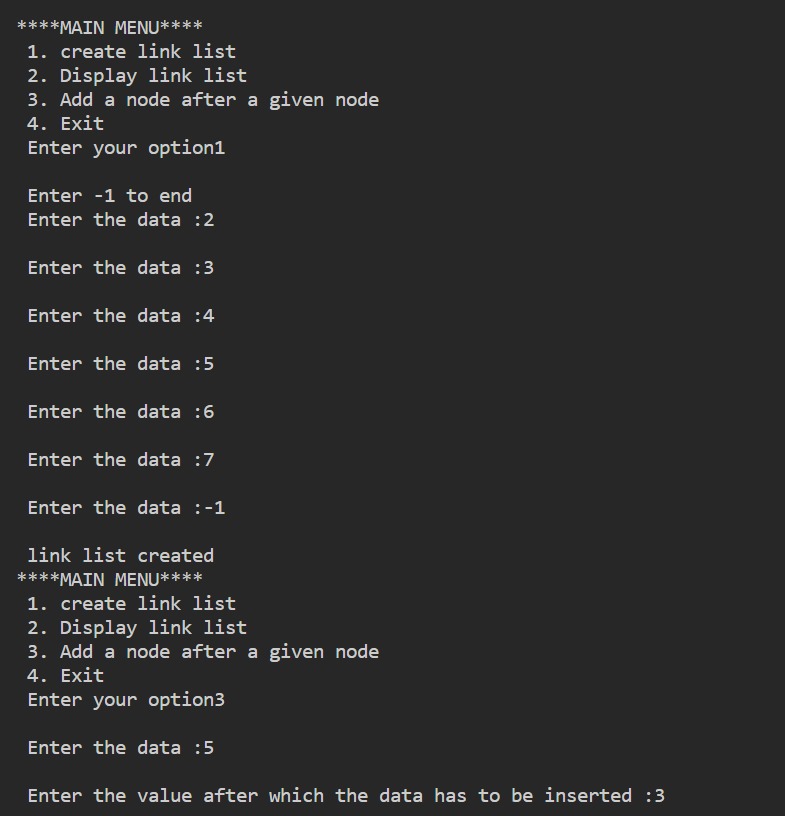 ****MAIN MENU****
1. create link list
2. Display link list
3. Add a node after a given node
4. Exit
Enter your option1
Enter -1 to end
Enter the data :2
Enter the data :3
Enter the data :4
Enter the data :5
Enter the data :6
Enter the data :7
Enter the data :-1
link list created
****MAIN MENU****
1. create link list
2. Display link list
3. Add a node after a given node
4. Exit
Enter your option3
Enter the data :5
Enter the value after which the data has to be inserted :3